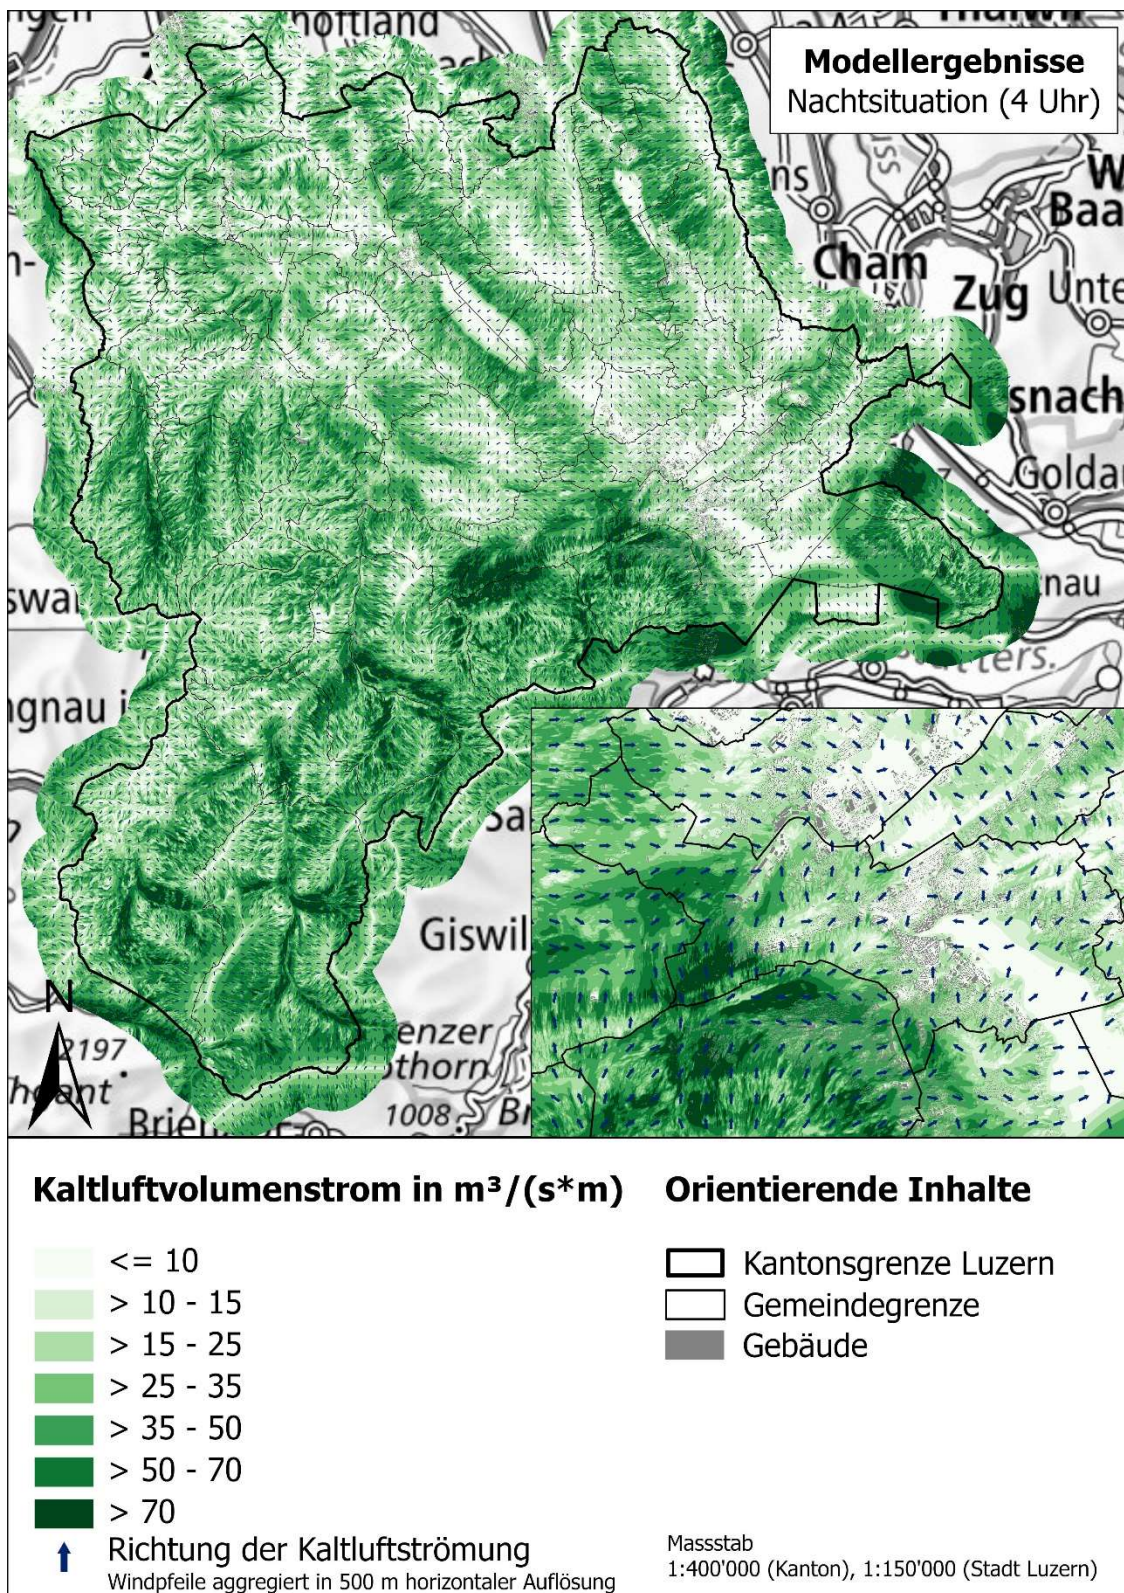 Modellergebnisse
Nachtsituation (4 Uhr)
Cham
Zug
Giswil
2197
1008
Kaltluftvolumenstrom in m³/(s*m)
<= 10
> 10 - 15
> 15 - 25
> 25 - 35
> 35 - 50
> 50 - 70
> 70
Richtung der Kaltluftströmung
Windpfeile aggregiert in 500 m horizontaler Auflösung
Orientierende Inhalte
Kantonsgrenze Luzern
Gemeindegrenze
Gebäude
Massstab
1:400'000 (Kanton), 1:150'000 (Stadt Luzern)
N